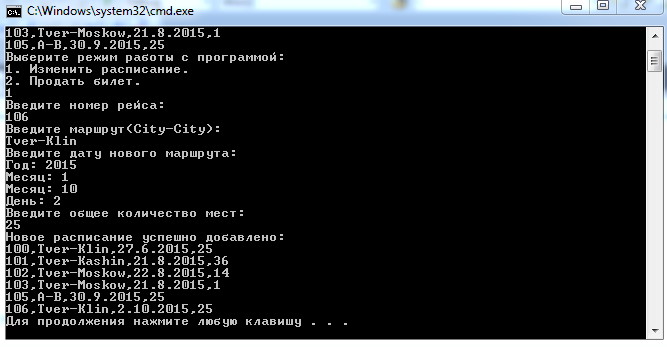 C:\Windows\system32\cmd.exe
103,Tver-Moskow,21.8.2015,1
105,A-B,30.9.2015,25
Выберите режим работы с программой:
1. Изменить расписание.
2. Продать билет.
1
Введите номер рейса:
106
Введите маршрут(City-City):
Tver-Klin
Введите дату нового маршрута:
Год: 2015
Месяц: 1
Месяц: 10
День: 2
Введите общее количество мест:
25
Новое расписание успешно добавлено:
100,Tver-Klin,27.6.2015,25
101,Tver-Kashin,21.8.2015,36
102,Tver-Moskow,22.8.2015,14
103,Tver-Moskow,21.8.2015,1
105,A-B,30.9.2015,25
106,Tver-Klin,2.10.2015,25
Для продолжения нажмите любую клавишу . . .